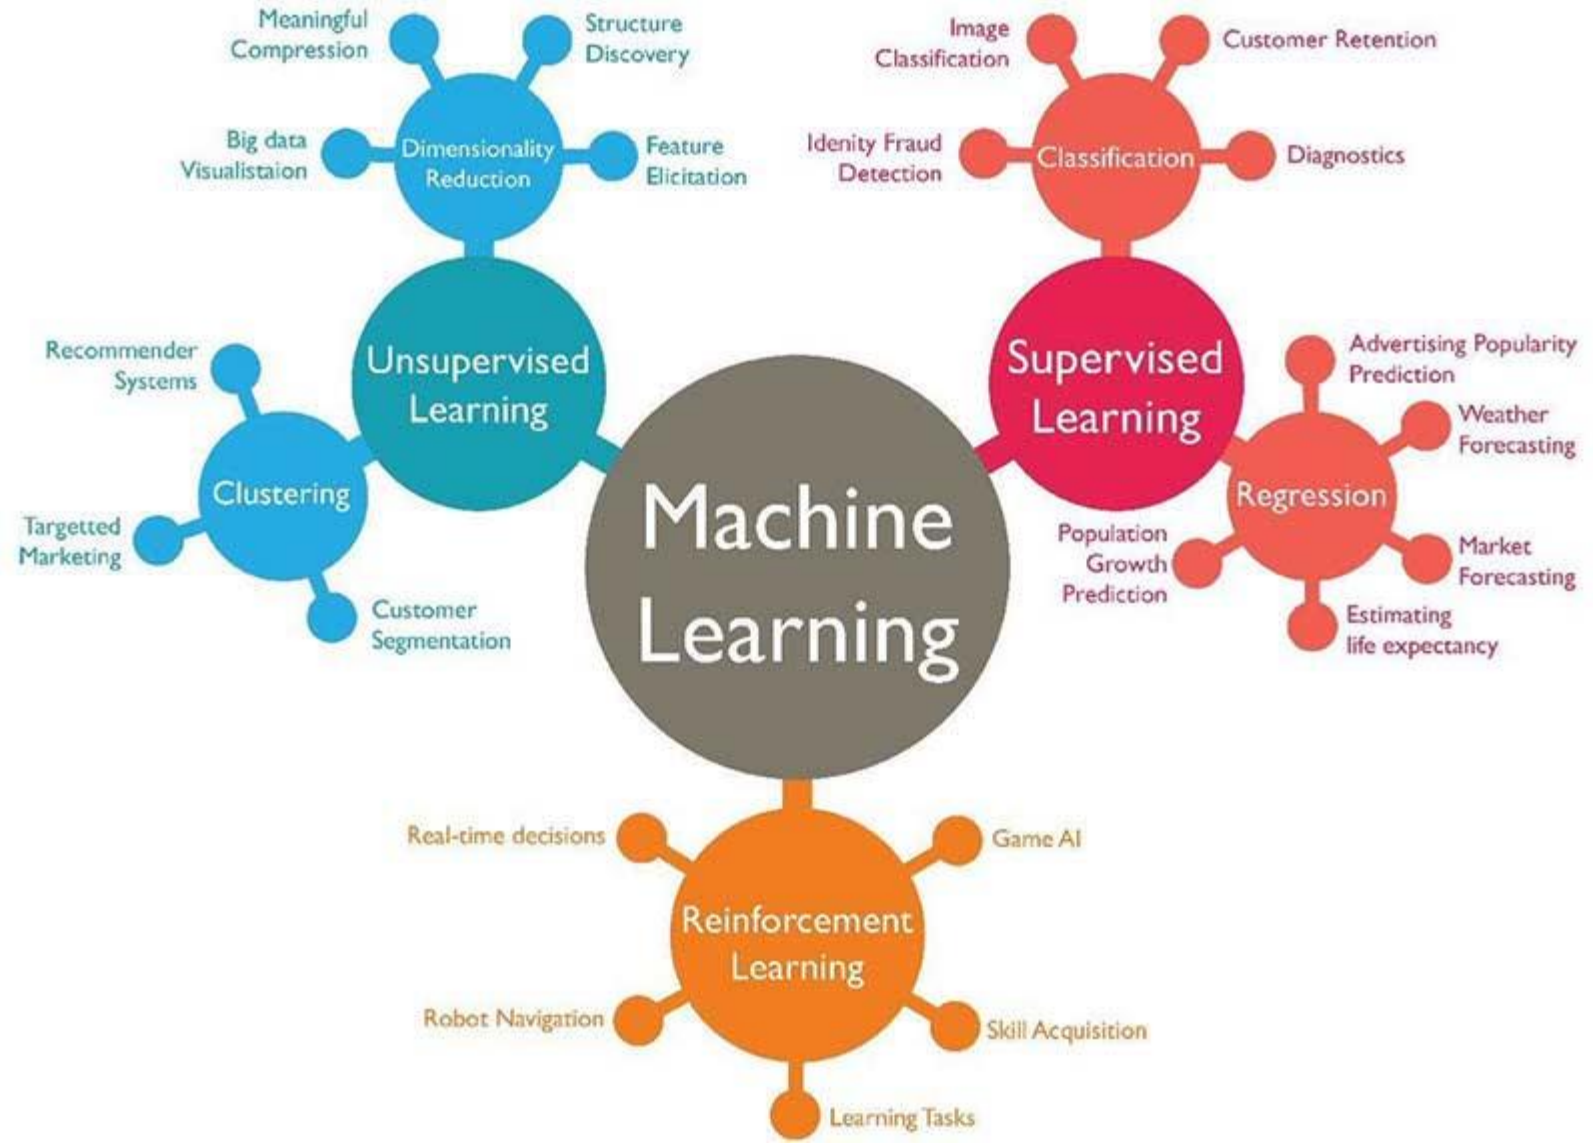 Meaningful
Compression
Structure
Discovery
Big data
Visualistaion
Dimensionality
Reduction
Feature
Elicitation
Image
Classification
Customer Retention
Idenity Fraud
Detection
Classification
Diagnostics
Recommender
Systems
Unsupervised
Learning
Clustering
Targetted
Marketing
Customer
Segmentation
Supervised
Learning
Advertising Popularity
Prediction
Weather
Forecasting
Regression
Population
Growth
Prediction
Market
Forecasting
Estimating
life expectancy
Machine
Learning
Real-time decisions
Game AI
Reinforcement
Learning
Robot Navigation
Skill Acquisition
Learning Tasks